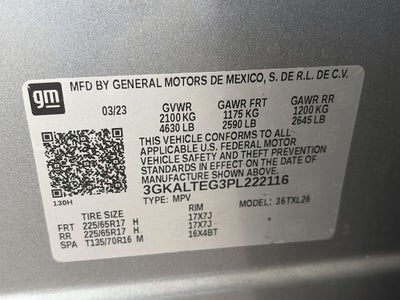 gm
MFD BY GENERAL MOTORS DE MEXICO, S. DE R.L. DE C.V.
03/23 GVWR GAWR FRT GAWR RR
2100 KG 1175 KG 1200 KG
4630 LB 2590 LB 2645 LB
THIS VEHICLE CONFORMS TO ALL
APPLICABLE U.S. FEDERAL MOTOR
VEHICLE SAFETY AND THEFT
PREVENTION STANDARDS IN EFFECT
ON THE DATE OF MANUFACTURE
SHOWN ABOVE.
3GKALTEG3PL222116
130H TYPE: MPV MODEL: 36TXL26
TIRE SIZE RIM
FRT 225/65R17 H 17X7J
RR 225/65R17 H 17X7J
SPA T135/70R16 M 16X4BT